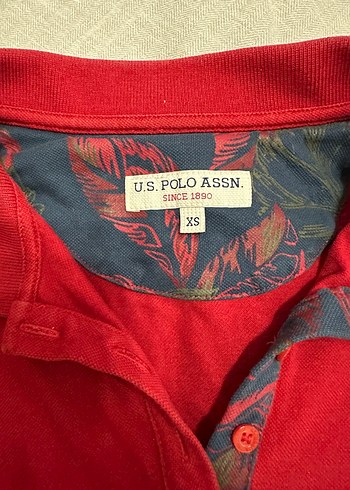 U.S. POLO ASSN.
SINCE 1890
XS